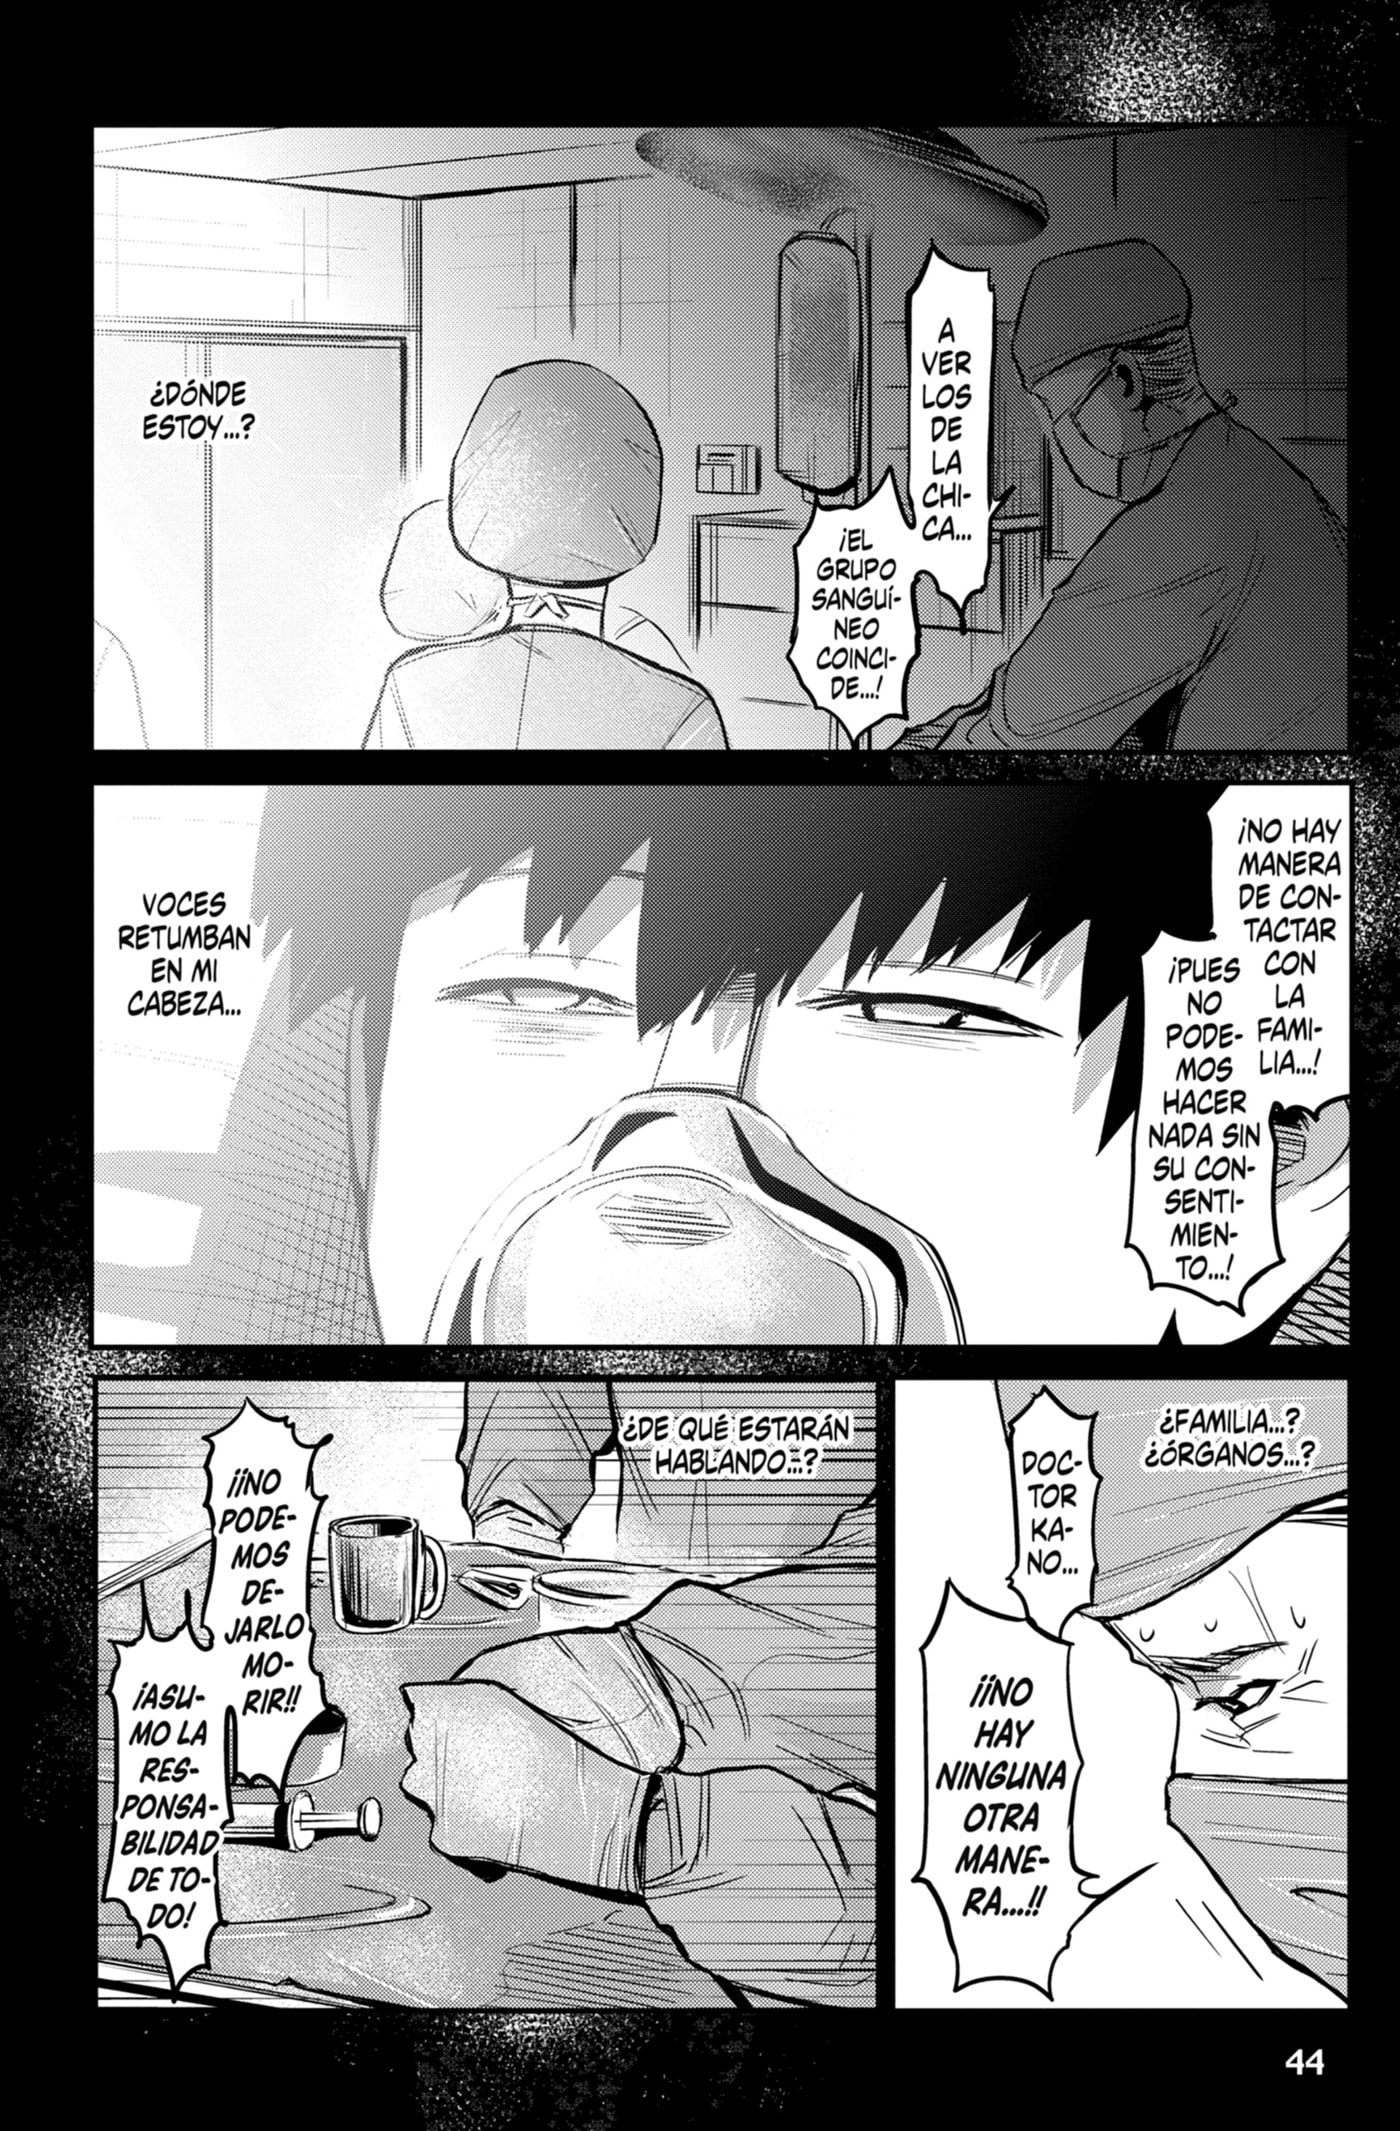 A
VER
LOS
DE
LA
CHI-
CA...
¡EL
GRUPO
SANGUÍ-
NEO
COINCI-
DE...!
¿DÓNDE
ESTOY...?
¡NO HAY
MANERA
DE CON-
TACTAR
CON
LA
FAMI-
LIA...!
¡PUES
NO
PODE-
MOS
HACER
NADA SIN
SU CON-
SENTI-
MIEN-
TO...!
VOCES
RETUMBAN
EN MI
CABEZA...
¿FAMILIA...?
¿ÓRGANOS...?
DOC-
TOR
KA-
NO...
¡¡NO
HAY
NINGUNA
OTRA
MANE-
RA...!!
¿DE QUÉ ESTARÁN
HABLANDO...?
¡¡NO
PODE-
MOS
DE-
JARLO
MO-
RIR!!
¡ASU-
MO LA
RES-
PONSA-
BILIDAD
DE TO-
DO!
44